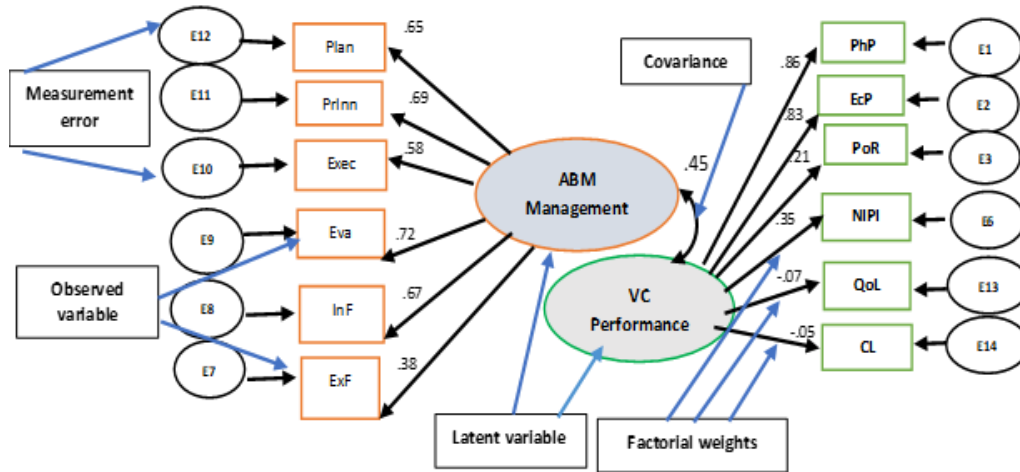 E12
Plan
.65
Measurement
error
E11
PrInn
.69
E10
Exec
.58
E9
Eva
.72
Observed
variable
E8
InF
.67
E7
ExF
.38
ABM
Management
Covariance
.45
VC
Performance
Latent variable
Factorial weights
.86
PhP
E1
.83
EcP
E2
.21
PoR
E3
.35
NIPI
E6
-.07
QoL
E13
-.05
CL
E14